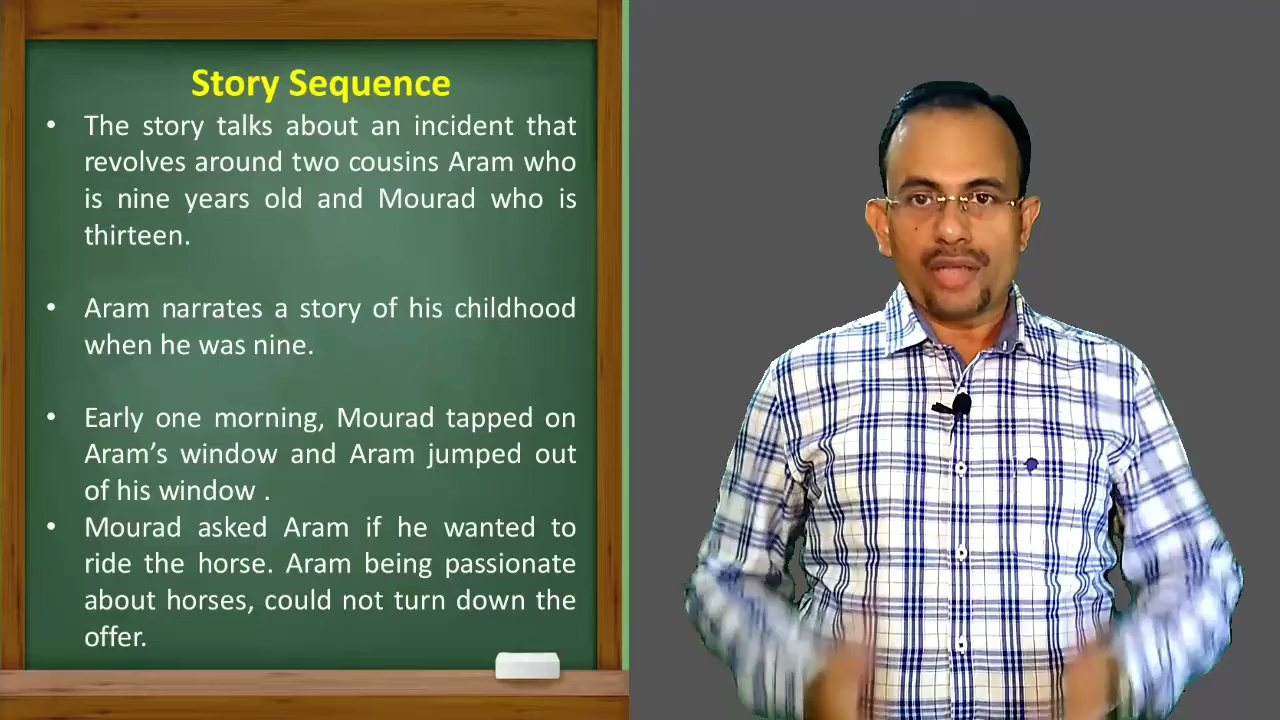 Story Sequence
• The story talks about an incident that
revolves around two cousins Aram who
is nine years old and Mourad who is
thirteen.
• Aram narrates a story of his childhood
when he was nine.
• Early one morning, Mourad tapped on
Aram’s window and Aram jumped out
of his window .
• Mourad asked Aram if he wanted to
ride the horse. Aram being passionate
about horses, could not turn down the
offer.